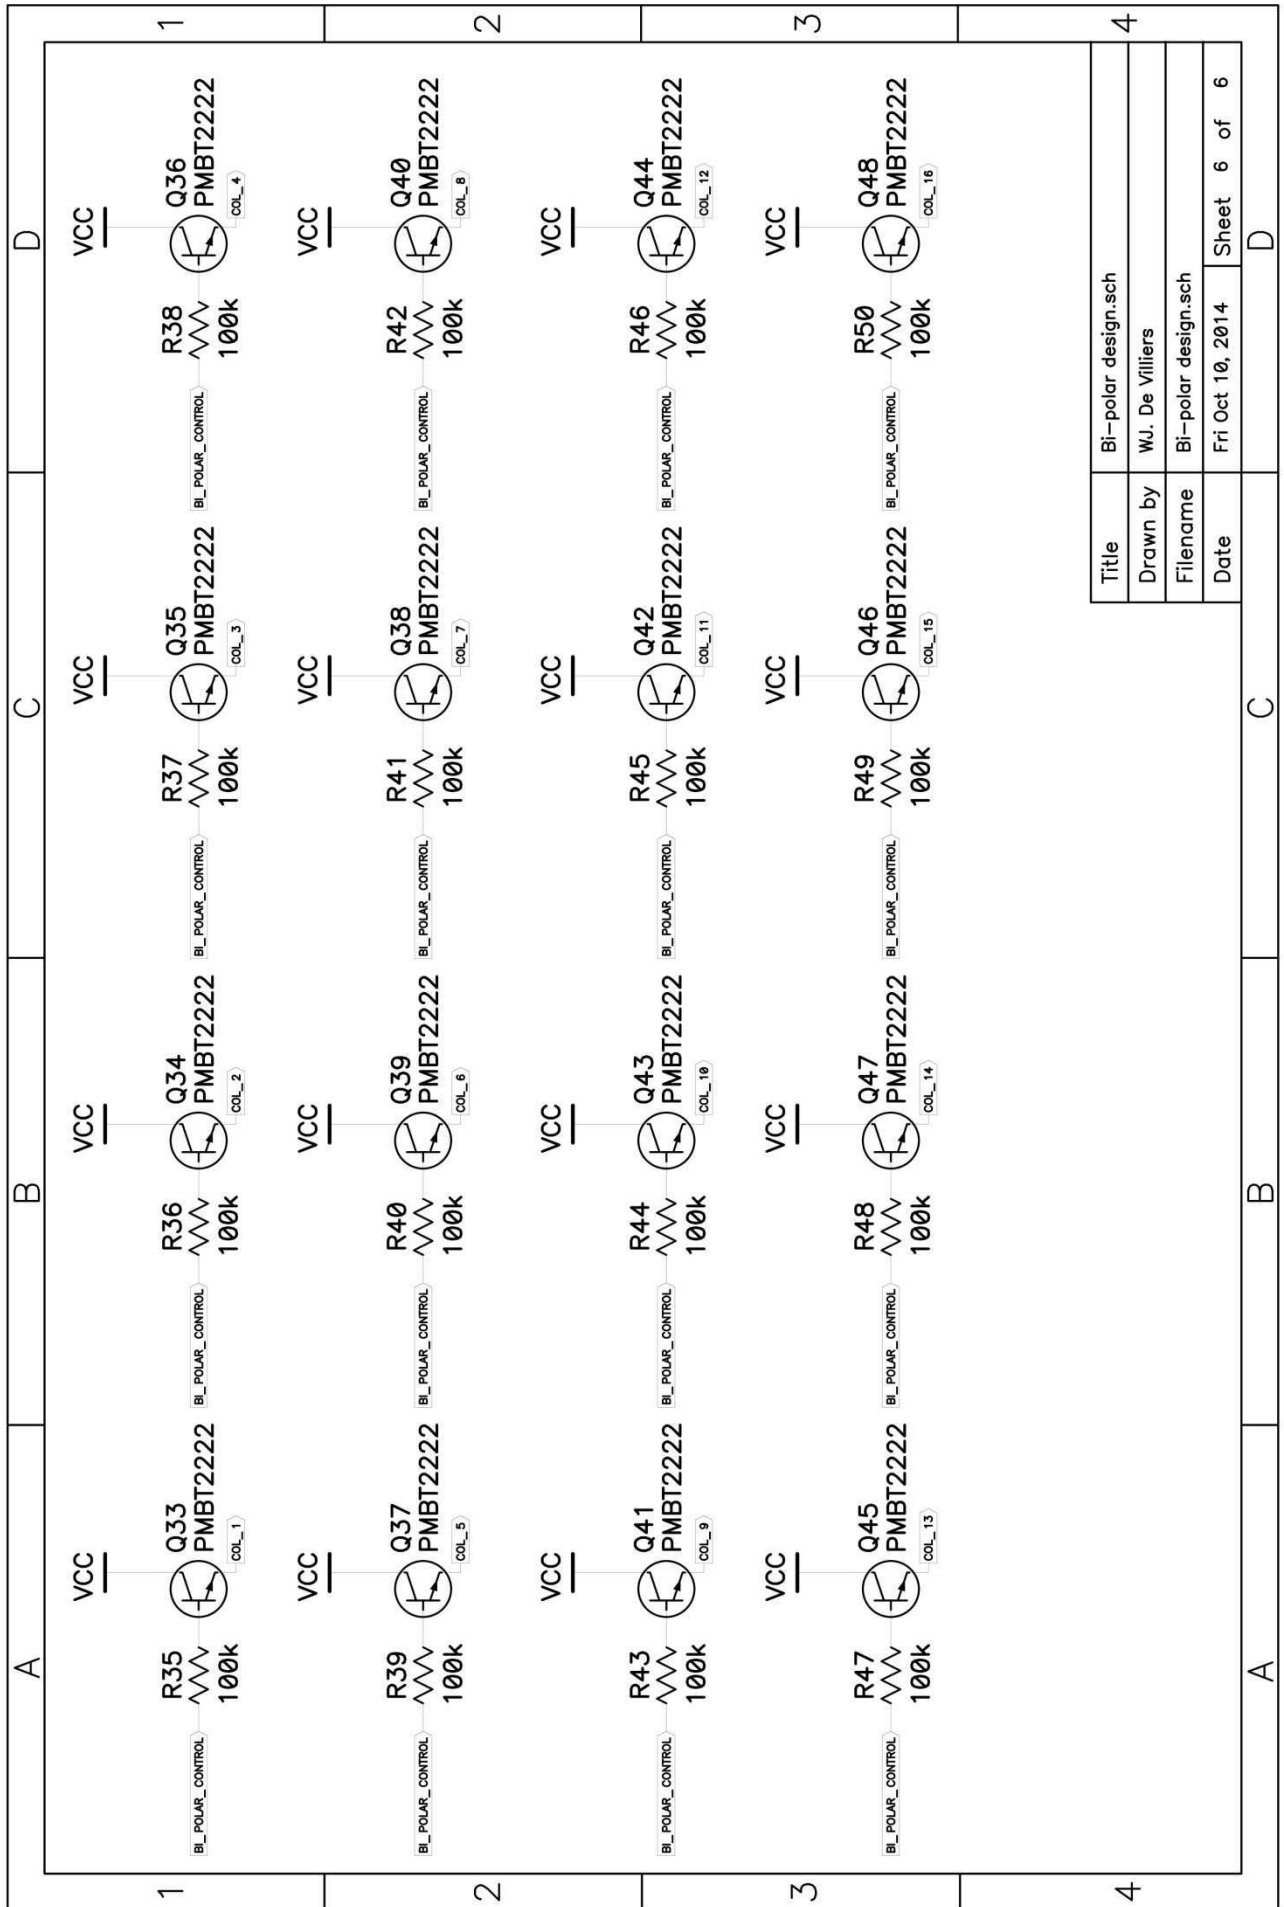 A B C D
1
VCC VCC VCC VCC
R35 Q33 R36 Q34 R37 Q35 R38 Q36
PMBT2222 PMBT2222 PMBT2222 PMBT2222
BI_POLAR_CONTROL BI_POLAR_CONTROL BI_POLAR_CONTROL BI_POLAR_CONTROL
100k COL_1 100k COL_2 100k COL_3 100k COL_4
1
2
VCC VCC VCC VCC
R39 Q37 R40 Q39 R41 Q38 R42 Q40
PMBT2222 PMBT2222 PMBT2222 PMBT2222
BI_POLAR_CONTROL BI_POLAR_CONTROL BI_POLAR_CONTROL BI_POLAR_CONTROL
100k COL_5 100k COL_6 100k COL_7 100k COL_8
2
VCC VCC VCC VCC
R43 Q41 R44 Q43 R45 Q42 R46 Q44
PMBT2222 PMBT2222 PMBT2222 PMBT2222
BI_POLAR_CONTROL BI_POLAR_CONTROL BI_POLAR_CONTROL BI_POLAR_CONTROL
100k COL_9 100k COL_10 100k COL_11 100k COL_12
3
VCC VCC VCC VCC
R47 Q45 R48 Q47 R49 Q46 R50 Q48
PMBT2222 PMBT2222 PMBT2222 PMBT2222
BI_POLAR_CONTROL BI_POLAR_CONTROL BI_POLAR_CONTROL BI_POLAR_CONTROL
100k COL_13 100k COL_14 100k COL_15 100k COL_16
3
4
Title Bi-polar design.sch
Drawn by WJ. De Villiers
Filename Bi-polar design.sch
Date Fri Oct 10, 2014 Sheet 6 of 6
4
A B C D